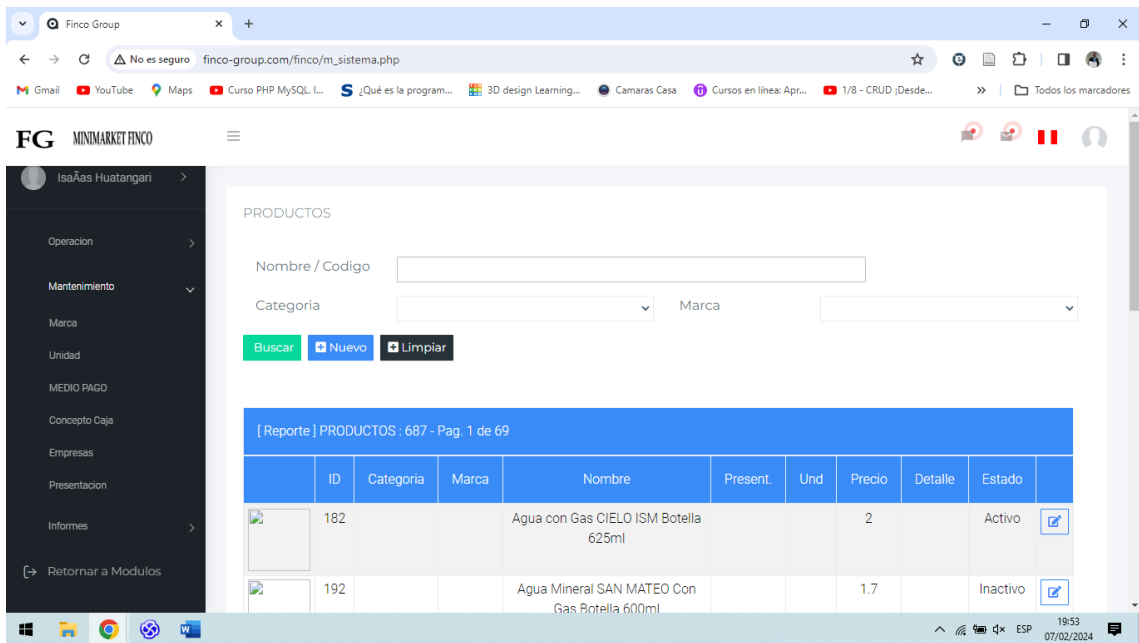 Finco Group
No es seguro finco-group.com/finco/m_sistema.php
Gmail YouTube Maps Curso PHP MySQL. I... ¿Qué es la program... 3D design Learning... Camaras Casa Cursos en línea: Apr... 1/8 - CRUD ¡Desde... » Todos los marcadores
FG MINIMARKET FINCO
IsaÃas Huatangari
Operacion
Mantenimiento
Marca
Unidad
MEDIO PAGO
Concepto Caja
Empresas
Presentacion
Informes
Retornar a Modulos
PRODUCTOS
Nombre / Codigo
Categoria Marca
Buscar Nuevo Limpiar
[ Reporte ] PRODUCTOS : 687 - Pag. 1 de 69
ID Categoria Marca Nombre Present. Und Precio Detalle Estado
182 Agua con Gas CIELO ISM Botella 2 Activo
625ml
192 Agua Mineral SAN MATEO Con 1.7 Inactivo
Gas Botella 600ml
ESP 19:53
07/02/2024